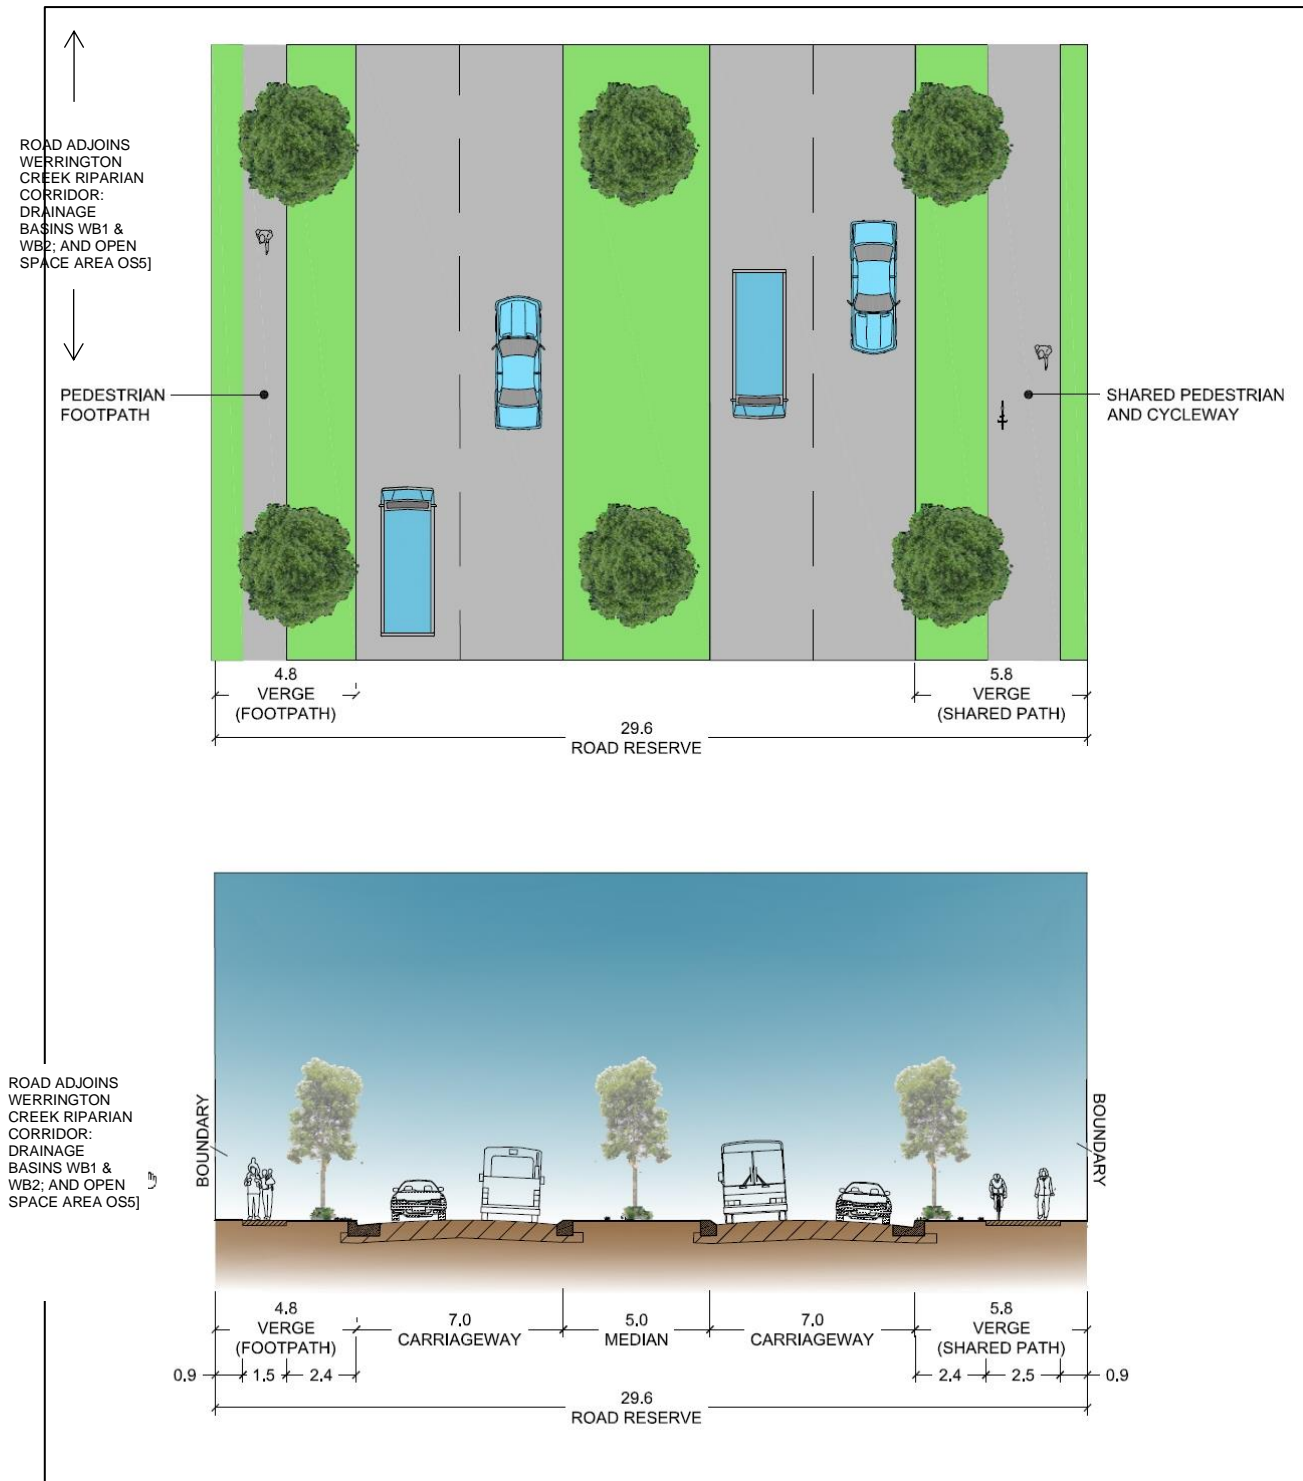 ROAD ADJOINS
WERRINGTON
CREEK RIPARIAN
CORRIDOR:
DRAINAGE
BASINS WB1 &
WB2; AND OPEN
SPACE AREA OS5]
PEDESTRIAN
FOOTPATH
SHARED PEDESTRIAN
AND CYCLEWAY
4.8
VERGE
(FOOTPATH)
5.8
VERGE
(SHARED PATH)
29.6
ROAD RESERVE
ROAD ADJOINS
WERRINGTON
CREEK RIPARIAN
CORRIDOR:
DRAINAGE
BASINS WB1 &
WB2; AND OPEN
SPACE AREA OS5]
BOUNDARY
BOUNDARY
4.8
VERGE
(FOOTPATH)
7.0
CARRIAGEWAY
5.0
MEDIAN
7.0
CARRIAGEWAY
5.8
VERGE
(SHARED PATH)
0.9 1.5 2.4 2.4 2.5 0.9
29.6
ROAD RESERVE